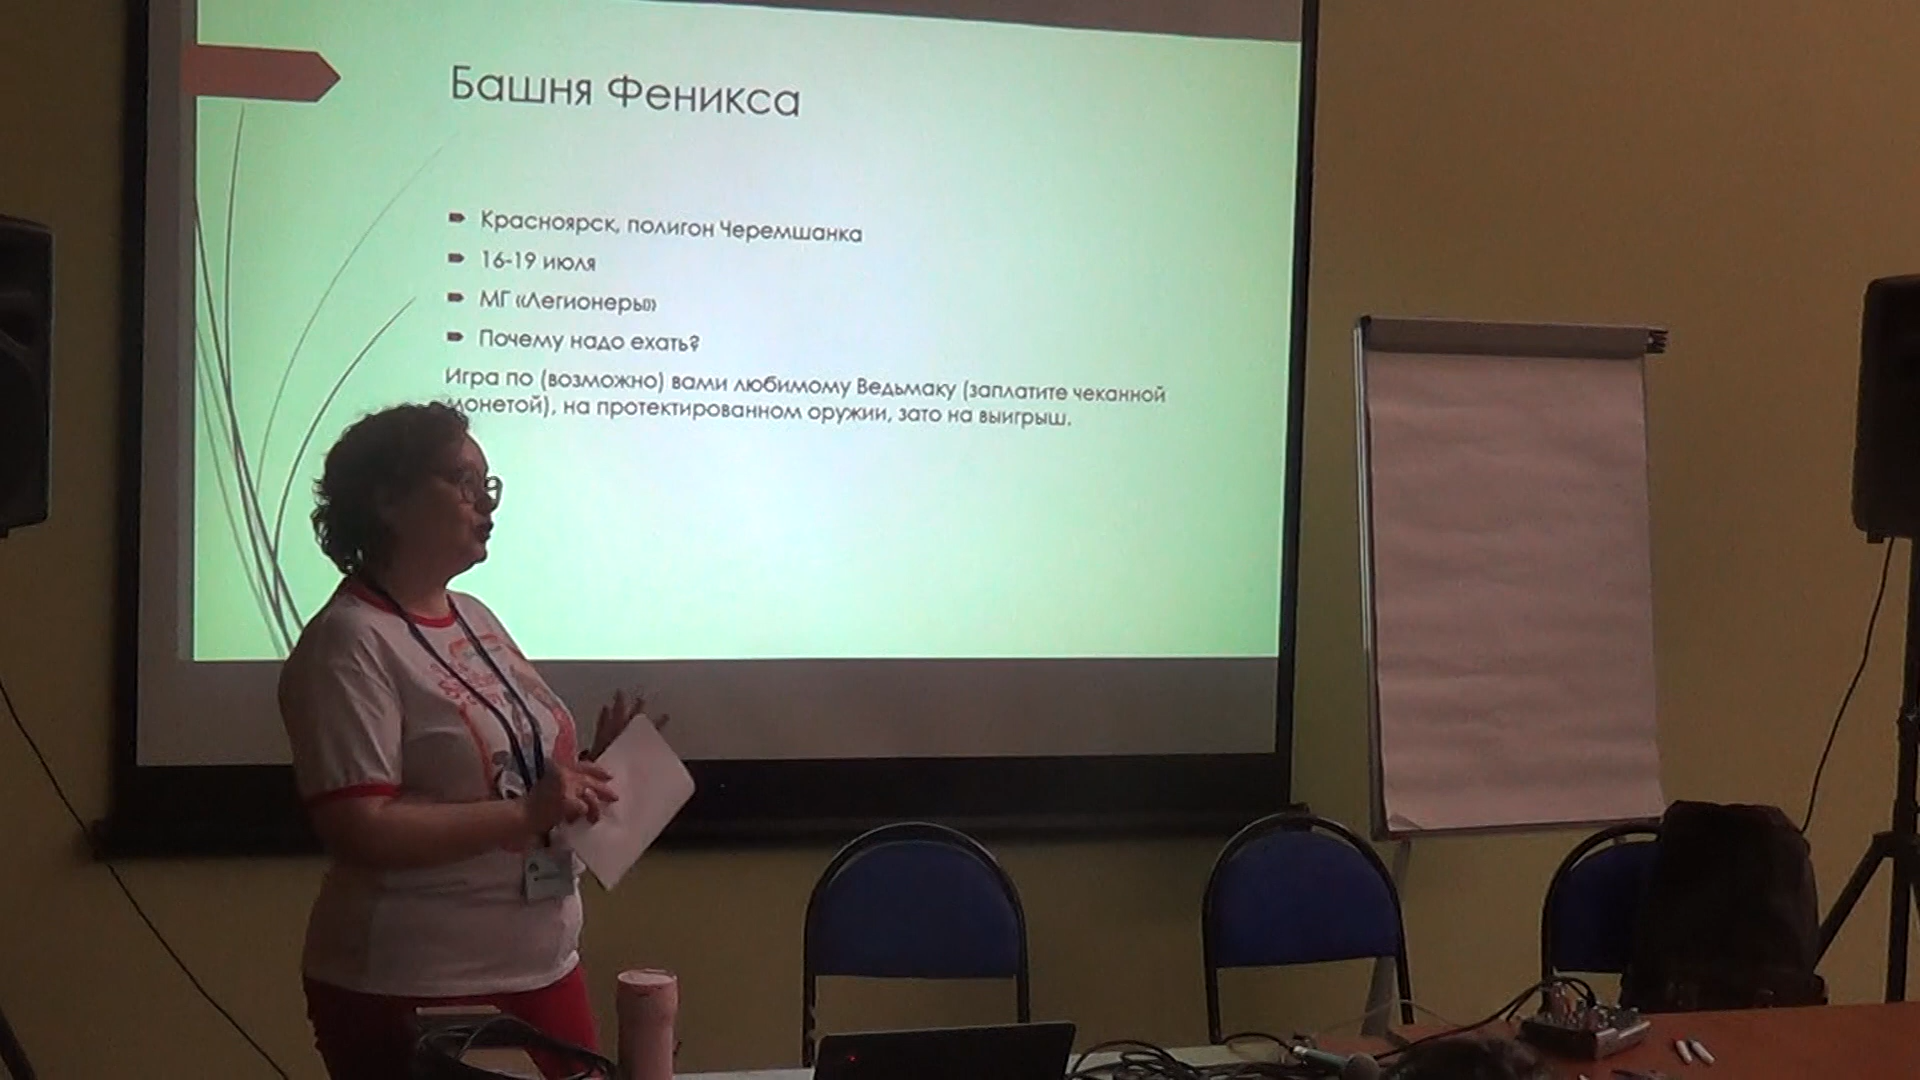 Башня Феникса
Красноярск, полигон Черемшанка
16-19 июля
МГ «Легионеры»
Почему надо ехать?
Игра по (возможно) вами любимому Ведьмаку (заплатите чеканной
монетой), на протектированном оружии, зато на выигрыш.